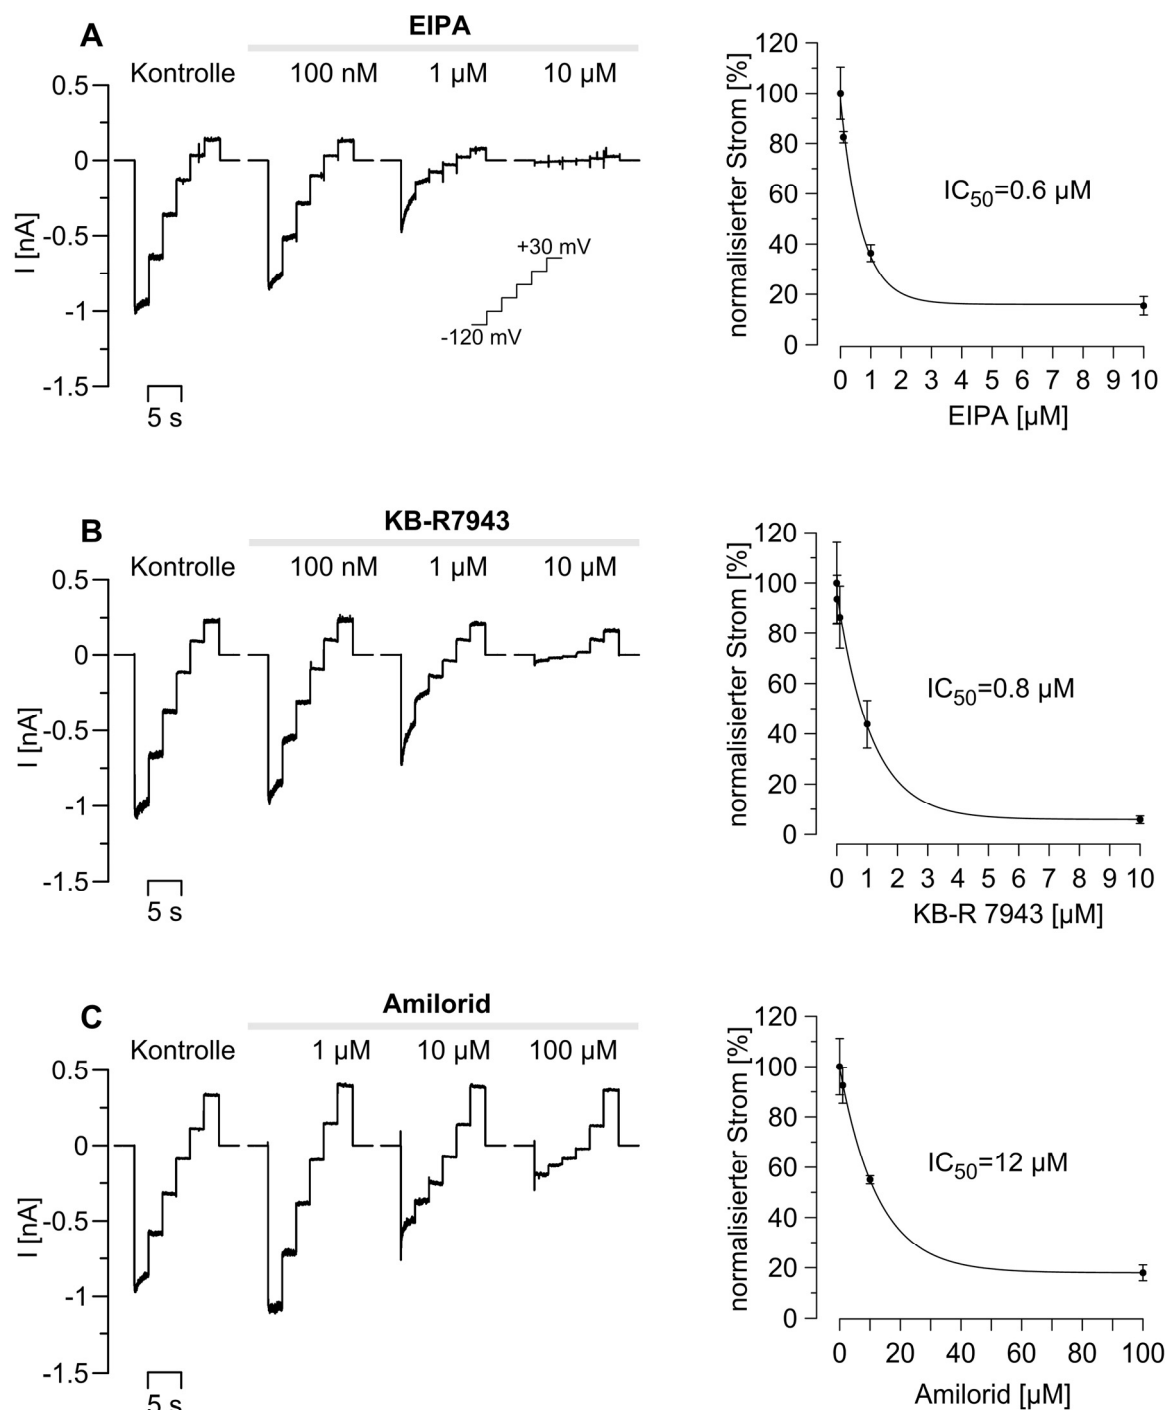 A
EIPA
Kontrolle 100 nM 1 µM 10 µM
0.5
0
-0.5
-1
-1.5
I [nA]
+30 mV
-120 mV
5 s
120
100
80
60
40
20
0
normalisierter Strom [%]
IC50=0.6 µM
0 1 2 3 4 5 6 7 8 9 10
EIPA [µM]
B
KB-R7943
Kontrolle 100 nM 1 µM 10 µM
0.5
0
-0.5
-1
-1.5
I [nA]
5 s
120
100
80
60
40
20
0
normalisierter Strom [%]
IC50=0.8 µM
0 1 2 3 4 5 6 7 8 9 10
KB-R 7943 [µM]
C
Amilorid
Kontrolle 1 µM 10 µM 100 µM
0.5
0
-0.5
-1
-1.5
I [nA]
5 s
120
100
80
60
40
20
0
normalisierter Strom [%]
IC50=12 µM
0 20 40 60 80 100
Amilorid [µM]